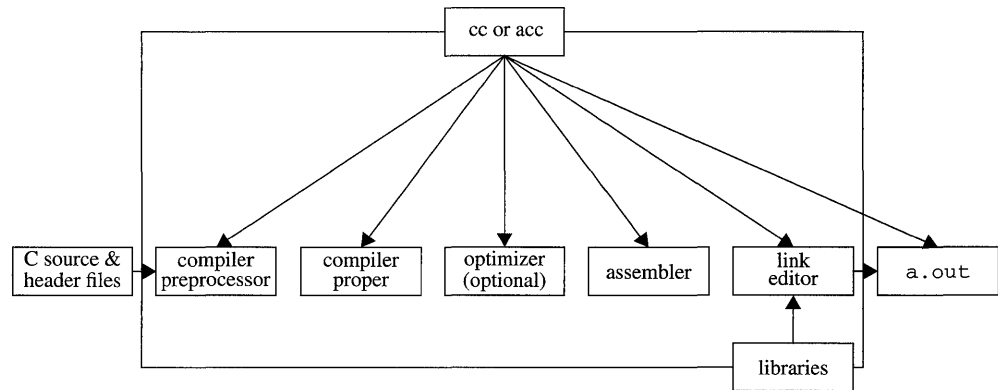 cc or acc
C source &
header files
compiler
preprocessor
compiler
proper
optimizer
(optional)
assembler
link
editor
a.out
libraries